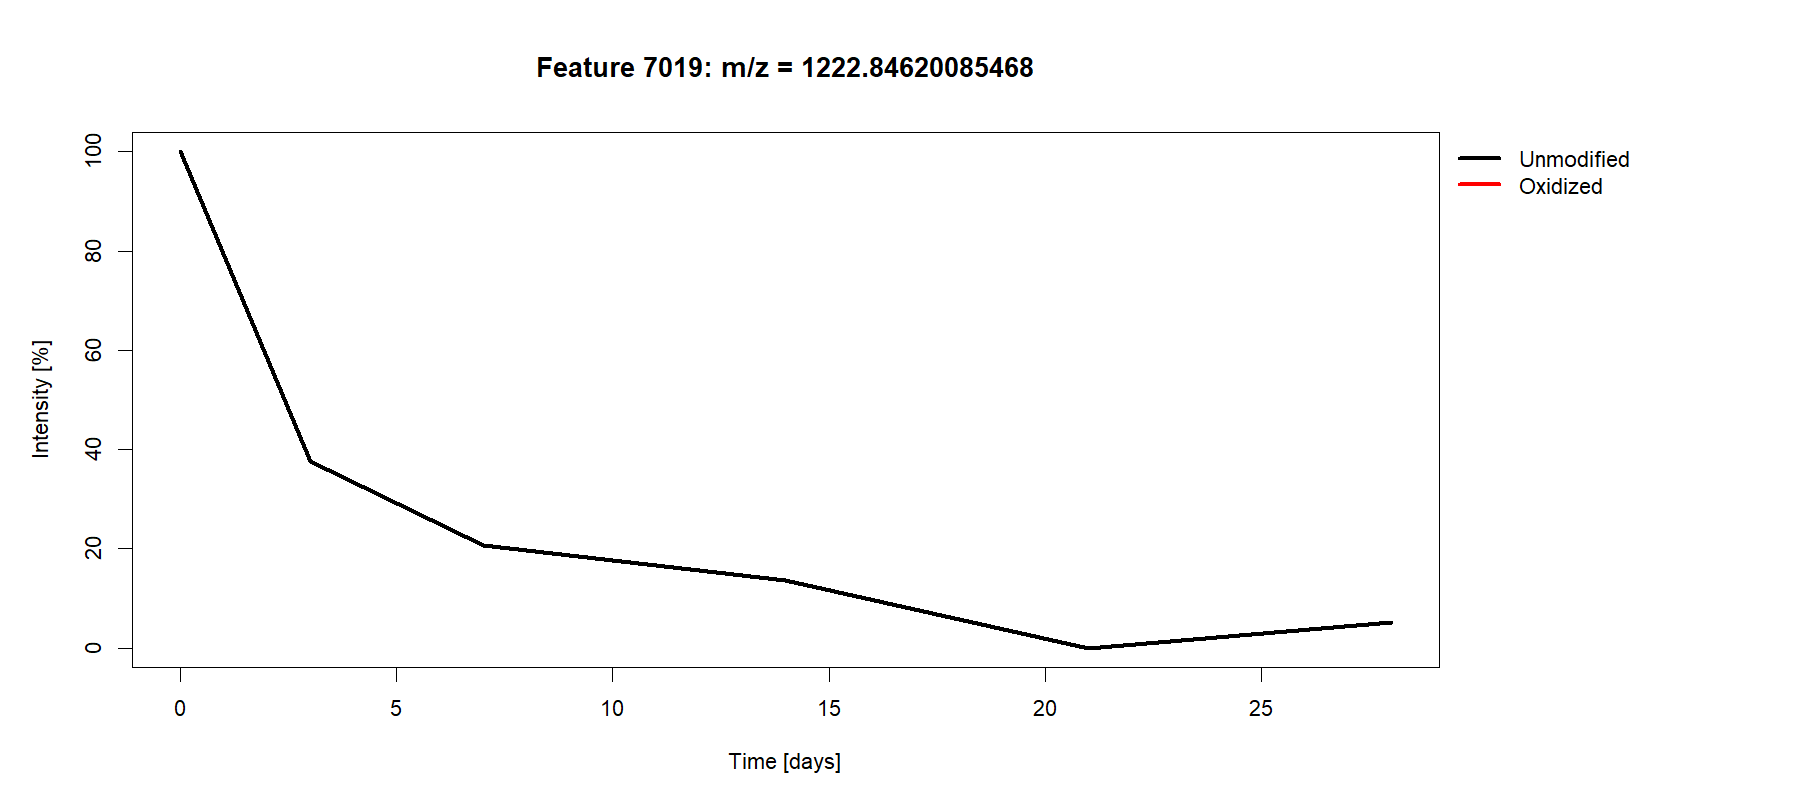 Feature 7019: m/z = 1222.84620085468
Unmodified
Oxidized
Intensity [%]
100
80
60
40
20
0
0 5 10 15 20 25
Time [days]